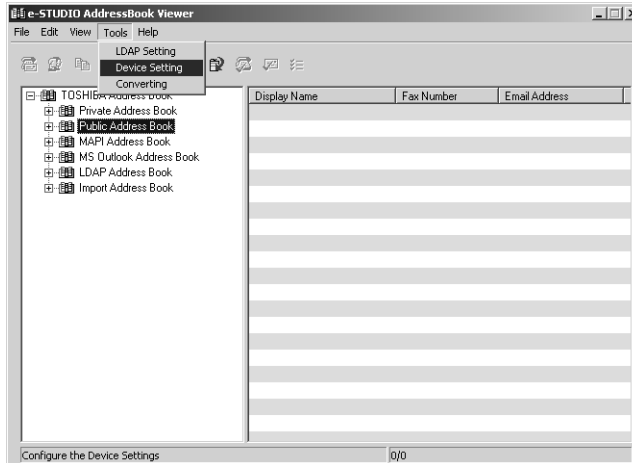 e-STUDIO AddressBook Viewer
File Edit View Tools Help
LDAP Setting
Device Setting
Converting
TOSHIBA Address Book
Private Address Book
Public Address Book
MAPI Address Book
MS Outlook Address Book
LDAP Address Book
Import Address Book
Display Name Fax Number Email Address
Configure the Device Settings 0/0